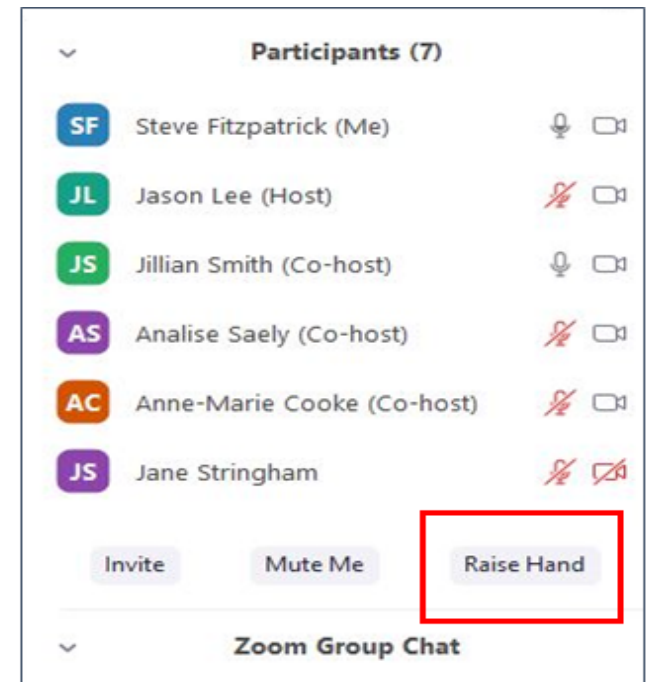 Participants (7)
SF Steve Fitzpatrick (Me)
JL Jason Lee (Host)
JS Jillian Smith (Co-host)
AS Analise Saely (Co-host)
AC Anne-Marie Cooke (Co-host)
JS Jane Stringham
Invite Mute Me Raise Hand
Zoom Group Chat